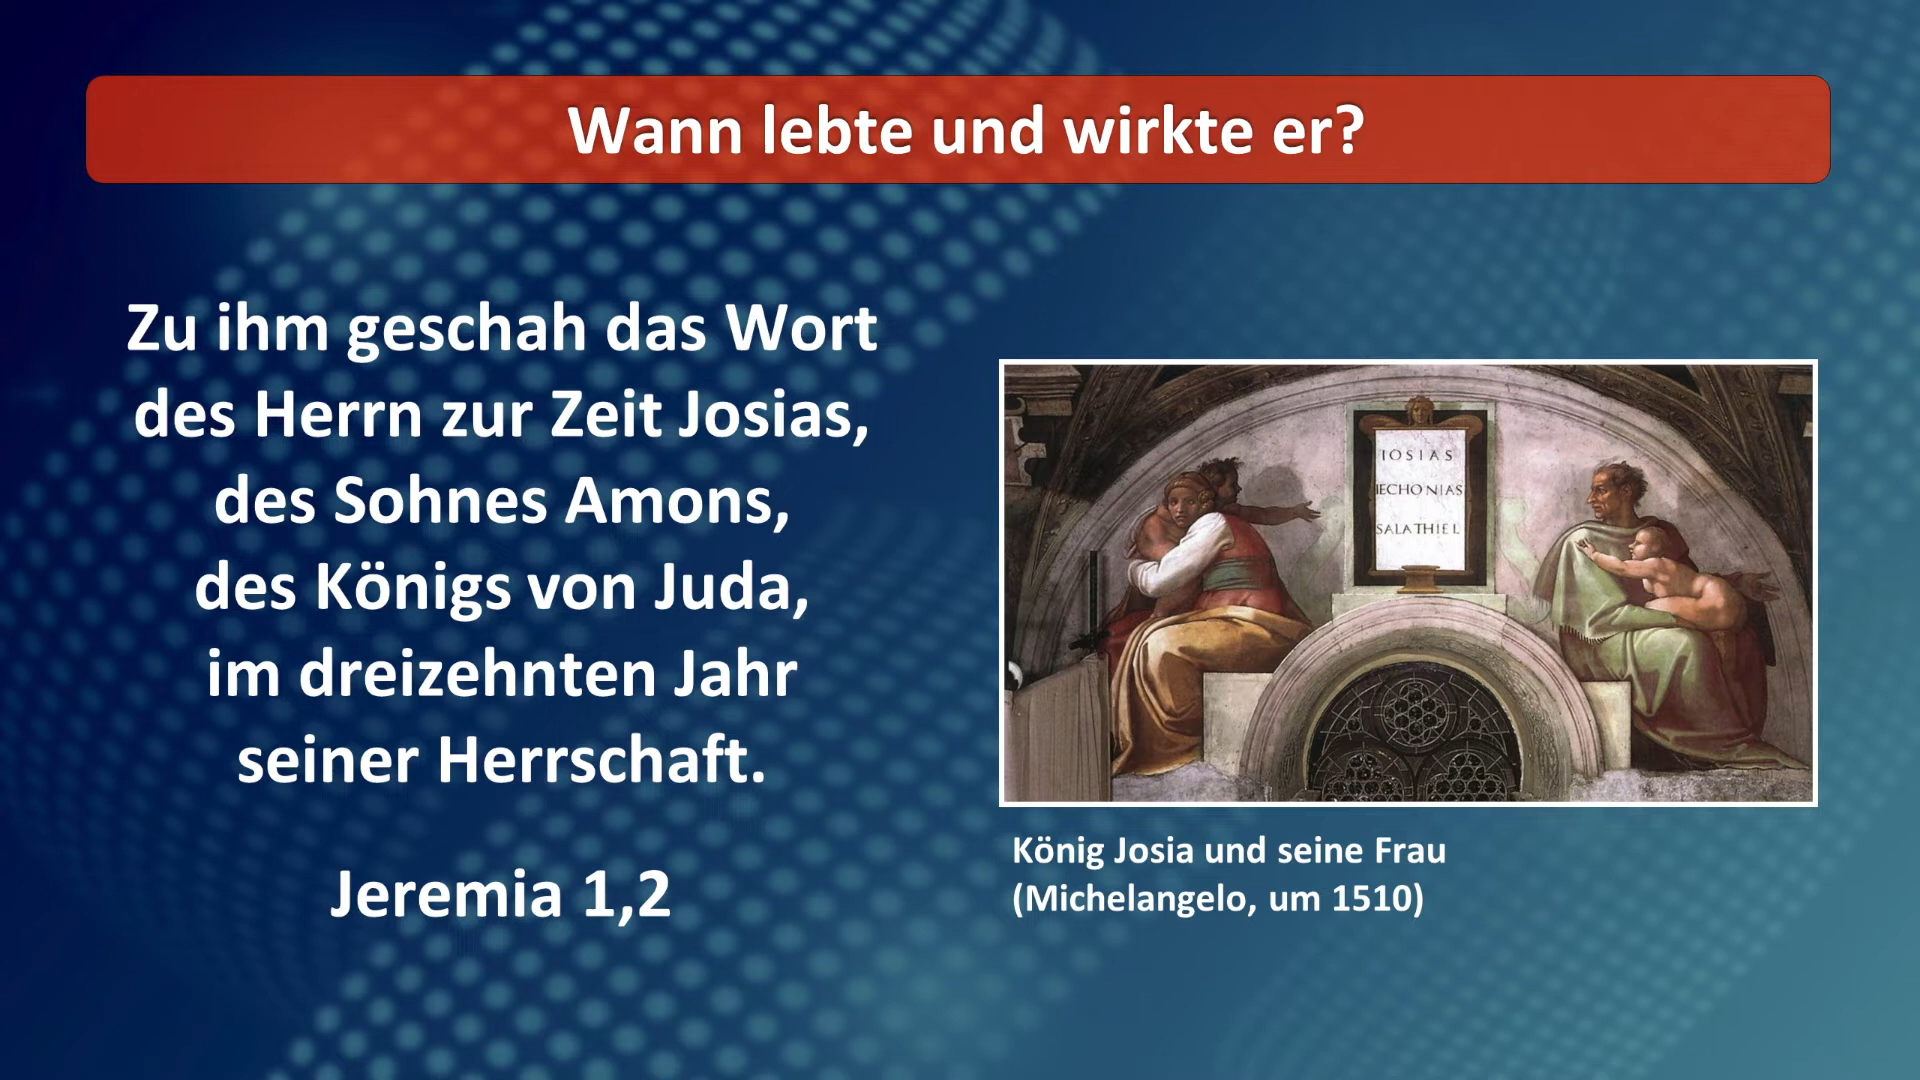 Wann lebte und wirkte er?
Zu ihm geschah das Wort
des Herrn zur Zeit Josias,
des Sohnes Amons,
des Königs von Juda,
im dreizehnten Jahr
seiner Herrschaft.
Jeremia 1,2
IOSIAS
IECHONIAS
SALATHIEL
König Josia und seine Frau
(Michelangelo, um 1510)